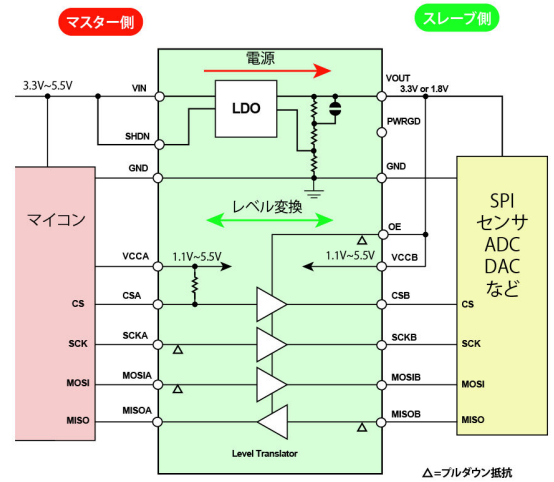 マスター側
スレーブ側
電源
3.3V~5.5V
VIN
VOUT
3.3V or 1.8V
LDO
PWRGD
SHDN
GND
GND
マイコン
レベル変換
SPI
センサ
ADC
DAC
など
OE
VCCA
1.1V~5.5V
1.1V~5.5V
VCCB
CS
CSA
CSB
CS
SCK
SCKA
SCKB
SCK
MOSI
MOSIA
MOSIB
MOSI
MISO
MISOA
MISOB
MISO
Level Translator
△=プルダウン抵抗